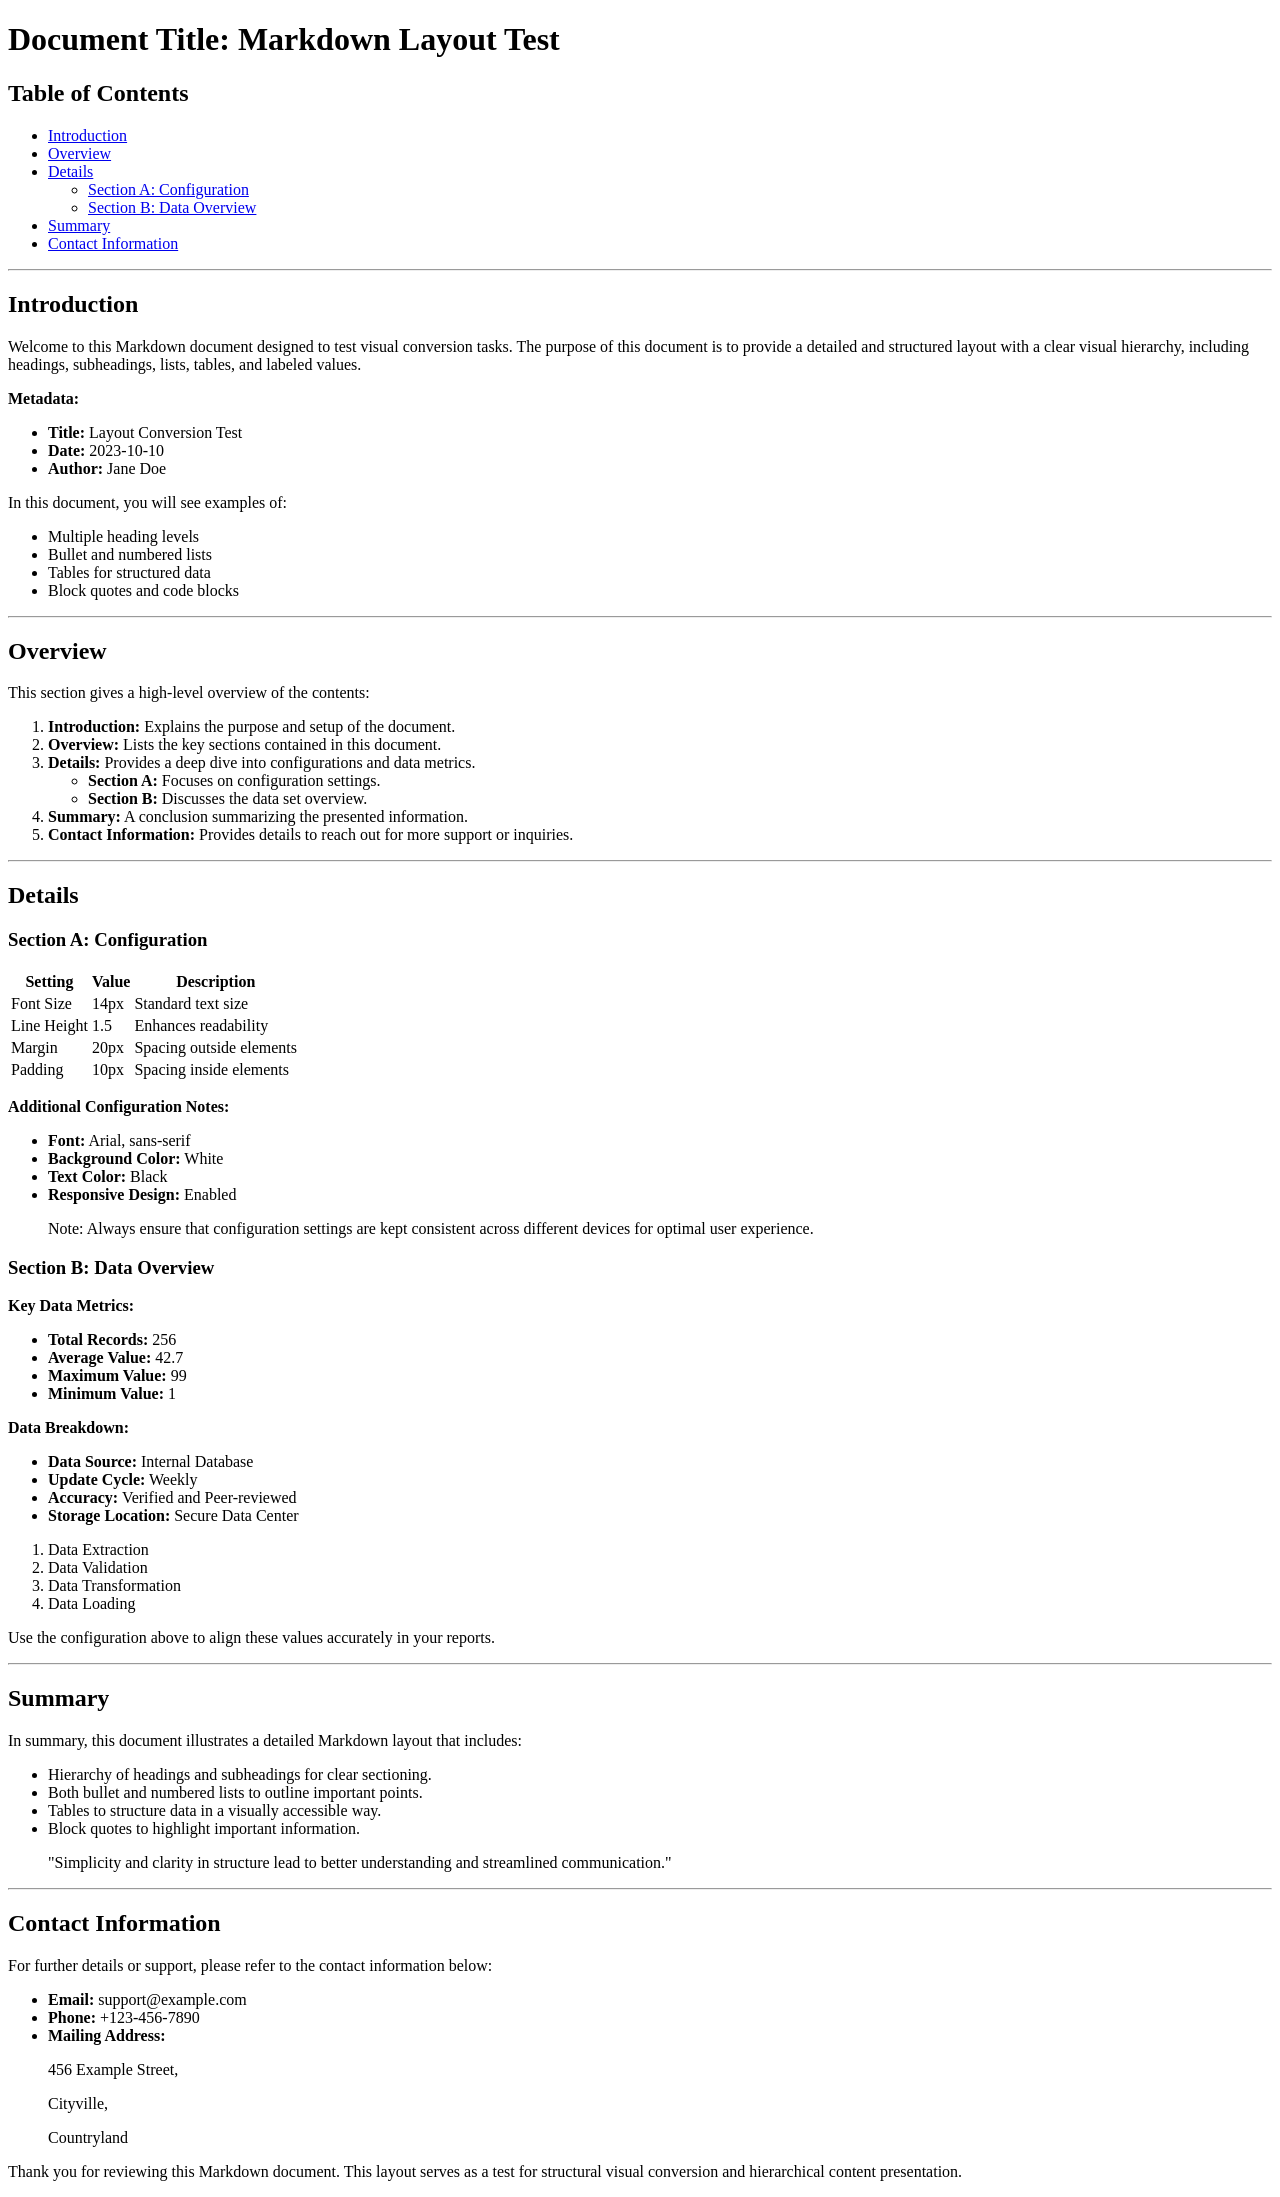 Document Title: Markdown Layout Test
Table of Contents
Introduction
Overview
Details
Section A: Configuration
Section B: Data Overview
Summary
Contact Information
Introduction
Welcome to this Markdown document designed to test visual conversion tasks. The purpose of this document is to provide a detailed and structured layout with a clear visual hierarchy, including
headings, subheadings, lists, tables, and labeled values.
Metadata:
Title: Layout Conversion Test
Date: 2023-10-10
Author: Jane Doe
In this document, you will see examples of:
Multiple heading levels
Bullet and numbered lists
Tables for structured data
Block quotes and code blocks
Overview
This section gives a high-level overview of the contents:
1. Introduction: Explains the purpose and setup of the document.
2. Overview: Lists the key sections contained in this document.
3. Details: Provides a deep dive into configurations and data metrics.
Section A: Focuses on configuration settings.
Section B: Discusses the data set overview.
4. Summary: A conclusion summarizing the presented information.
5. Contact Information: Provides details to reach out for more support or inquiries.
Details
Section A: Configuration
Setting Value Description
Font Size 14px Standard text size
Line Height 1.5 Enhances readability
Margin 20px Spacing outside elements
Padding 10px Spacing inside elements
Additional Configuration Notes:
Font: Arial, sans-serif
Background Color: White
Text Color: Black
Responsive Design: Enabled
Note: Always ensure that configuration settings are kept consistent across different devices for optimal user experience.
Section B: Data Overview
Key Data Metrics:
Total Records: 256
Average Value: 42.7
Maximum Value: 99
Minimum Value: 1
Data Breakdown:
Data Source: Internal Database
Update Cycle: Weekly
Accuracy: Verified and Peer-reviewed
Storage Location: Secure Data Center
1. Data Extraction
2. Data Validation
3. Data Transformation
4. Data Loading
Use the configuration above to align these values accurately in your reports.
Summary
In summary, this document illustrates a detailed Markdown layout that includes:
Hierarchy of headings and subheadings for clear sectioning.
Both bullet and numbered lists to outline important points.
Tables to structure data in a visually accessible way.
Block quotes to highlight important information.
"Simplicity and clarity in structure lead to better understanding and streamlined communication."
Contact Information
For further details or support, please refer to the contact information below:
Email: support@example.com
Phone: +123-456-7890
Mailing Address:
456 Example Street,
Cityville,
Countryland
Thank you for reviewing this Markdown document. This layout serves as a test for structural visual conversion and hierarchical content presentation.